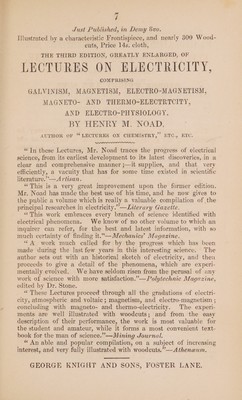 7
Just Published, in Demy 8vo.
Illustrated by a characteristic Frontispiece, and nearly 300 Wood-
cuts, Price 14s. cloth,
THE THIRD EDITION, GREATLY ENLARGED, OF
LECTURES ON ELECTRICITY,
COMPRISING
GALVINISM, MAGNETISM, ELECTRO-MAGNETISM,
MAGNETO- AND THERMO-ELECTRTCITY,
AND ELECTRO-PHYSIOLOGY.
BY HENRY M. NOAD,
AUTHOR OF "LECTURES ON CHEMISTRY," ETC., ETC.
"In these Lectures, Mr. Noad traces the progress of electrical
science, from its earliest development to its latest discoveries, in a
clear and comprehensive manner;—it supplies, and that very
efficiently, a vacuity that has for some time existed in scientific
literature."—Artisan.
"This is a very great improvement upon the former edition.
Mr. Noad has made the best use of his time, and he now gives to
the public a volume which is really a valuable compilation of the
principal researches in electricity."—Literary Gazette.
"This work embraces every branch of science identified with
electrical phenomena. We know of no other volume to which an
inquirer can refer, for the best and latest information, with so
much certainty of finding it."—Mechanics' Magazine.
"A work much called for by the progress which has been
made during the last few years in this interesting science. The
author sets out with an historical sketch of electricity, and then
proceeds to give a detail of the phenomena, which are experi-
mentally evolved. We have seldom risen from the perusal of any
work of science with more satisfaction."—Polytechnic Magazine,
edited by Dr. Stone.
"These Lectures proceed through all the gradations of electri-
city, atmospheric and voltaic; magnetism, and electro-magnetism;
concluding with magneto- and thermo-electricity. The experi-
ments are well illustrated with woodcuts; and from the easy
description of their performance, the work is most valuable for
the student and amateur, while it forms a most convenient text-
book for the man of science."—Mining Journal.
"An able and popular compilation, on a subject of increasing
interest, and very fully illustrated with woodcuts."—Athenæum.
GEORGE KNIGHT AND SONS, FOSTER LANE.